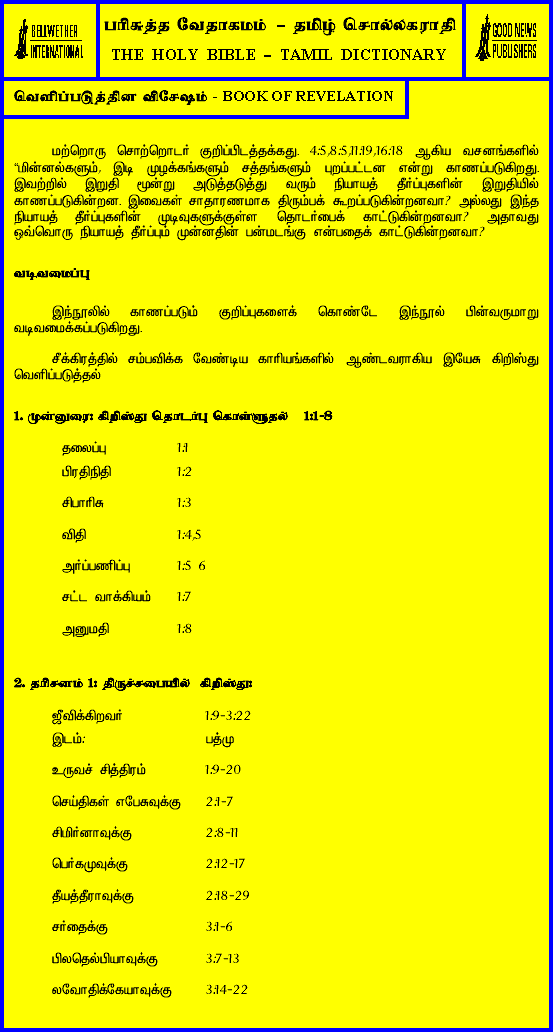 BELLWETHER
INTERNATIONAL
பரிசுத்த வேதாகமம் – தமிழ் சொல்லகராதி
THE HOLY BIBLE – TAMIL DICTIONARY
GOOD NEWS
PUBLISHERS
வெளிப்படுத்தின விசேஷம் - BOOK OF REVELATION
மற்றொரு சொற்றொடர் குறிப்பிடத்தக்கது. 4:5,8:5,11:19,16:18 ஆகிய வசனங்களில்
“மின்னல்களும், இடி முழக்கங்களும் சத்தங்களும் புறப்பட்டன என்று காணப்படுகிறது.
இவற்றில் இறுதி மூன்று அடுத்தடுத்து வரும் நியாயத் தீர்ப்புகளின் இறுதியில்
காணப்படுகின்றன. இவைகள் சாதாரணமாக திரும்பக் கூறப்படுகின்றனவா? அல்லது இந்த
நியாயத் தீர்ப்புகளின் முடிவுகளுக்குள்ள தொடர்பைக் காட்டுகின்றனவா? அதாவது
ஒவ்வொரு நியாயத் தீர்ப்பும் முன்னதின் பன்மடங்கு என்பதைக் காட்டுகின்றனவா?
வடிவமைப்பு
இந்நூலில் காணப்படும் குறிப்புகளைக் கொண்டே இந்நூல் பின்வருமாறு
வடிவமைக்கப்படுகிறது.
சீக்கிரத்தில் சம்பவிக்க வேண்டிய காரியங்களில் ஆண்டவராகிய இயேசு கிறிஸ்து
வெளிப்படுத்தல்
1. முன்னுரை: கிறிஸ்து தொடர்பு கொள்ளுதல் 1:1-8
தலைப்பு 1:1
பிரதிநிதி 1:2
சிபாரிசு 1:3
விதி 1:4,5
அர்ப்பணிப்பு 1:5 6
சட்ட வாக்கியம் 1:7
அனுமதி 1:8
2. தரிசனம் 1: திருச்சபையில் கிறிஸ்து:
ஜீவிக்கிறவர் 1:9-3:22
இடம்: பத்மு
உருவச் சித்திரம் 1:9-20
செய்திகள் எபேசுவுக்கு 2:1-7
சிமிர்னாவுக்கு 2:8-11
பெர்கமுவுக்கு 2:12-17
தீயத்தீராவுக்கு 2:18-29
சர்தைக்கு 3:1-6
பிலதெல்பியாவுக்கு 3:7-13
லவோதிக்கேயாவுக்கு 3:14-22